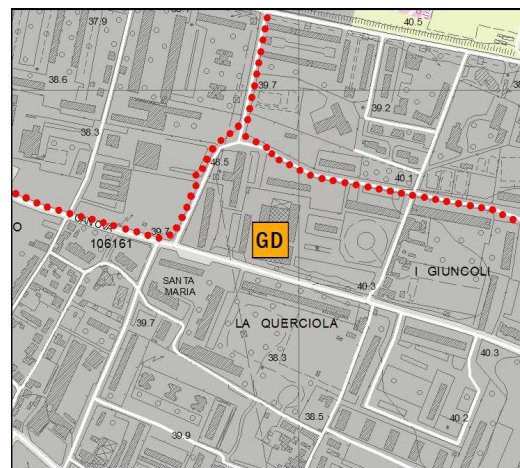 40.5
37.9
38.6
39.7
39.2
38.3
48.5
40.1
CANOVA
39.7
O
106161
GD
SANTA
MARIA
40.3
I GIUNCOLI
39.7
LA QUERCIOLA
38.3
40.3
38.5
40.2
39.9